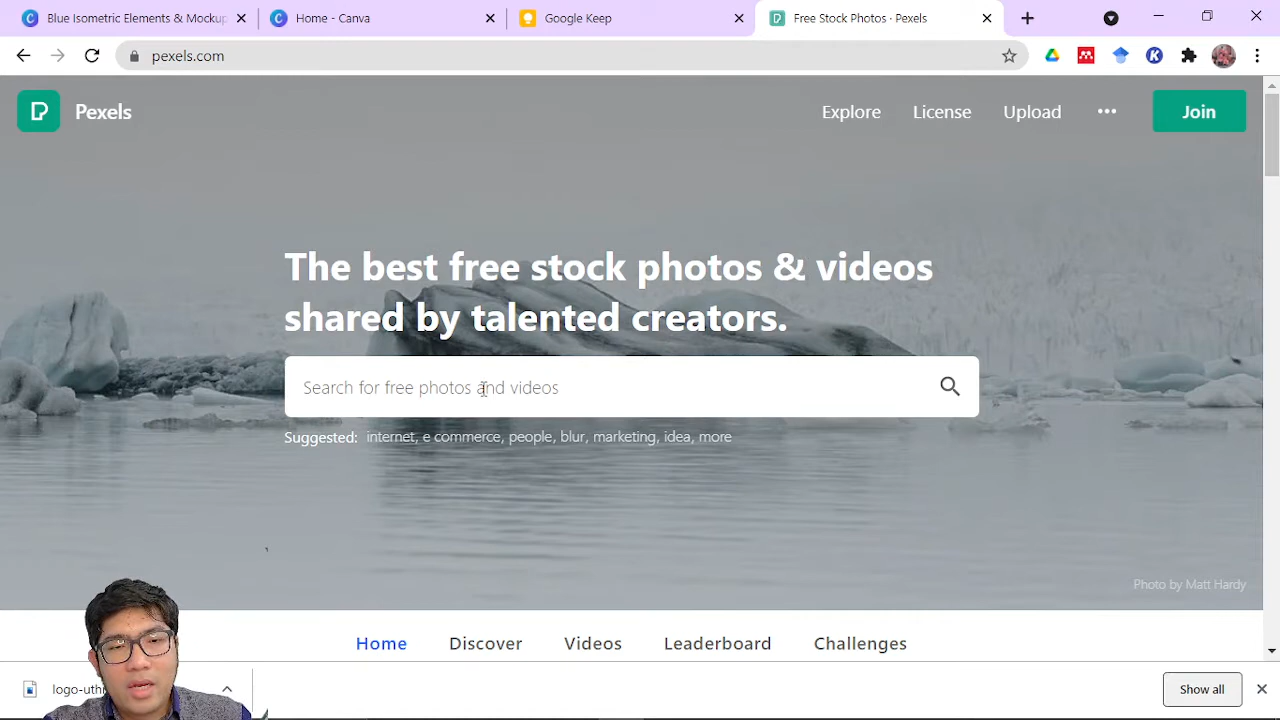 Blue Isometric Elements & Mockup
Home - Canva
Google Keep
Free Stock Photos · Pexels
pexels.com
Pexels
Explore
License
Upload
Join
The best free stock photos & videos
shared by talented creators.
Search for free photos and videos
Suggested: internet, e commerce, people, blur, marketing, idea, more
Photo by Matt Hardy
Home
Discover
Videos
Leaderboard
Challenges
Show all